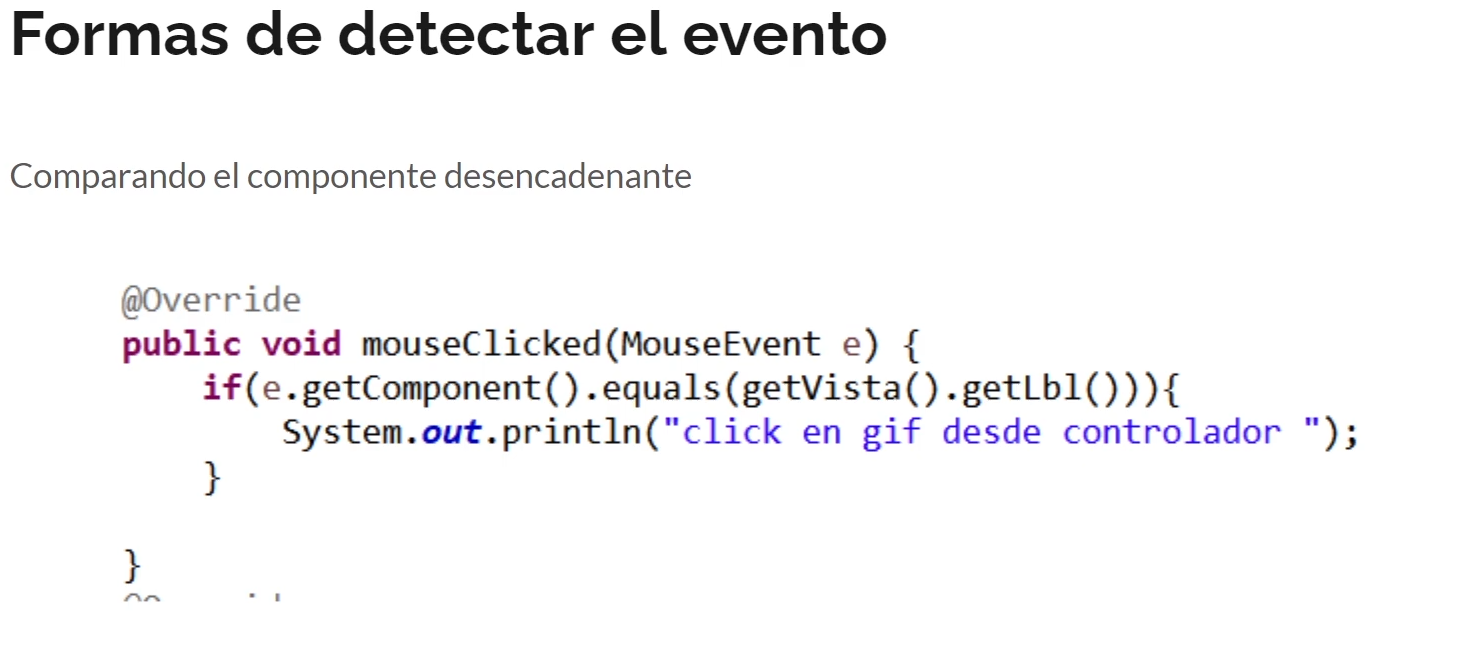 Formas de detectar el evento
Comparando el componente desencadenante
@Override
public void mouseClicked(MouseEvent e) {
    if(e.getComponent().equals(getVista().getLbl())){
        System.out.println("click en gif desde controlador ");
    }
}